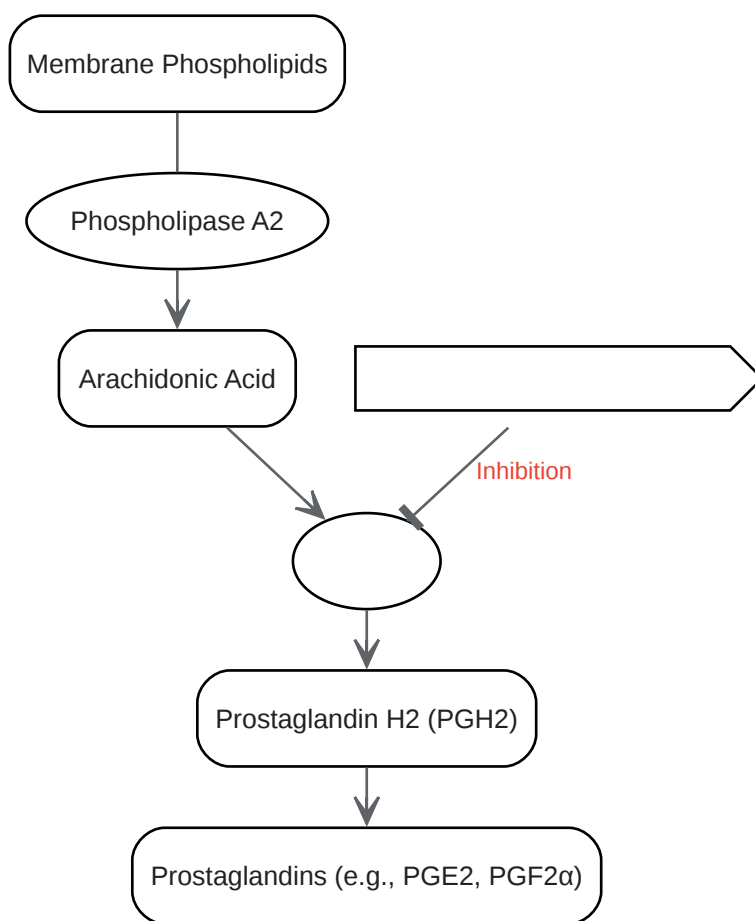 Membrane Phospholipids
Phospholipase A2
Arachidonic Acid
Inhibition
Prostaglandin H2 (PGH2)
Prostaglandins (e.g., PGE2, PGF2α)